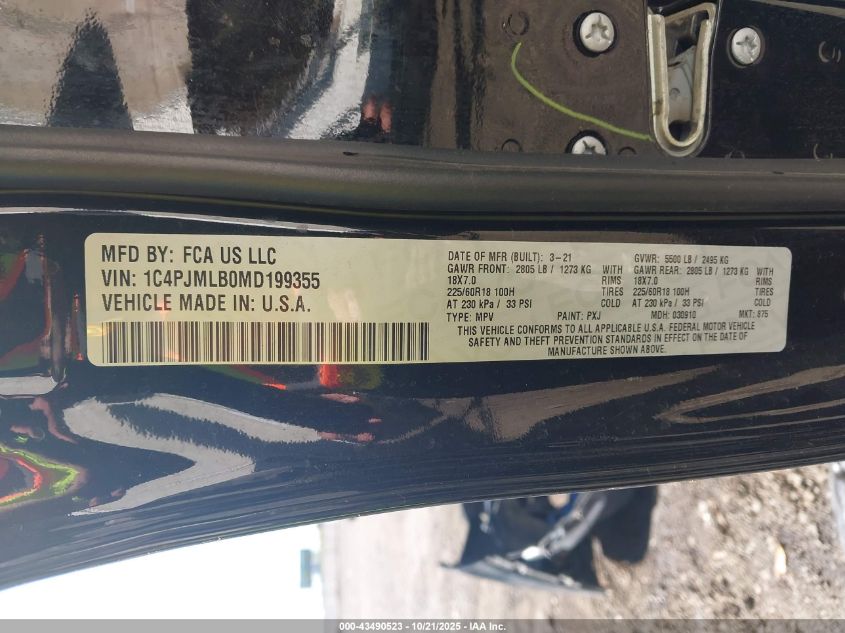 MFD BY: FCA US LLC
VIN: 1C4PJMLB0MD199355
VEHICLE MADE IN: U.S.A.
DATE OF MFR (BUILT): 3-21 GVWR: 5500 LB / 2495 KG
GAWR FRONT: 2805 LB / 1273 KG GAWR REAR: 2805 LB / 1273 KG
18X7.0 RIMS 18X7.0 RIMS
225/60R18 100H TIRES 225/60R18 100H TIRES
AT 230 kPa / 33 PSI COLD AT 230 kPa / 33 PSI COLD
TYPE: MPV PAINT: PXJ MDH: 030910 MKT: 875
THIS VEHICLE CONFORMS TO ALL APPLICABLE U.S.A. FEDERAL MOTOR VEHICLE
SAFETY AND THEFT PREVENTION STANDARDS IN EFFECT ON THE DATE OF
MANUFACTURE SHOWN ABOVE.
000-43490523 - 10/21/2025 - IAA Inc.